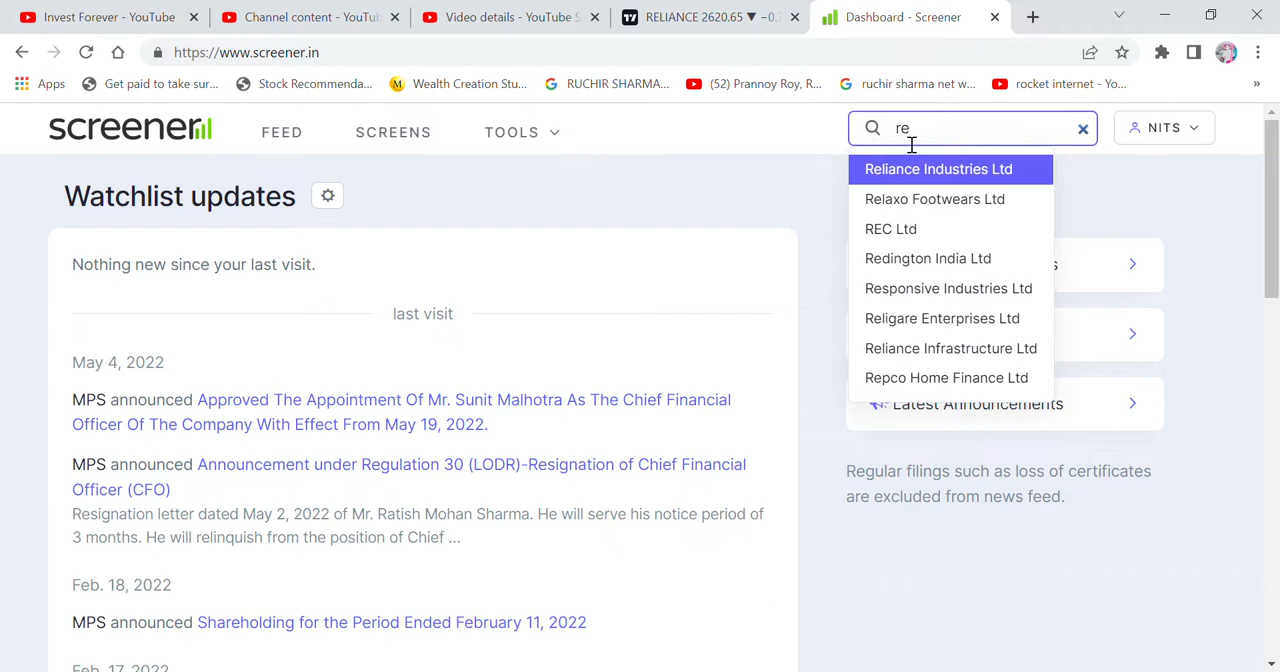 Invest Forever - YouTube
Channel content - YouTu
Video details - YouTube S
RELIANCE 2620.65 ▼ −0.
Dashboard - Screener
https://www.screener.in
Apps
Get paid to take sur...
Stock Recommenda...
Wealth Creation Stu...
RUCHIR SHARMA...
(52) Prannoy Roy, R...
ruchir sharma net w...
rocket internet - Yo...
»
screener
FEED
SCREENS
TOOLS
re
NITS
Reliance Industries Ltd
Relaxo Footwears Ltd
REC Ltd
Redington India Ltd
Responsive Industries Ltd
Religare Enterprises Ltd
Reliance Infrastructure Ltd
Repco Home Finance Ltd
Latest Announcements
Regular filings such as loss of certificates
are excluded from news feed.
Watchlist updates
Nothing new since your last visit.
last visit
May 4, 2022
MPS announced Approved The Appointment Of Mr. Sunit Malhotra As The Chief Financial
Officer Of The Company With Effect From May 19, 2022.
MPS announced Announcement under Regulation 30 (LODR)-Resignation of Chief Financial
Officer (CFO)
Resignation letter dated May 2, 2022 of Mr. Ratish Mohan Sharma. He will serve his notice period of
3 months. He will relinquish from the position of Chief ...
Feb. 18, 2022
MPS announced Shareholding for the Period Ended February 11, 2022
Feb. 17, 2022